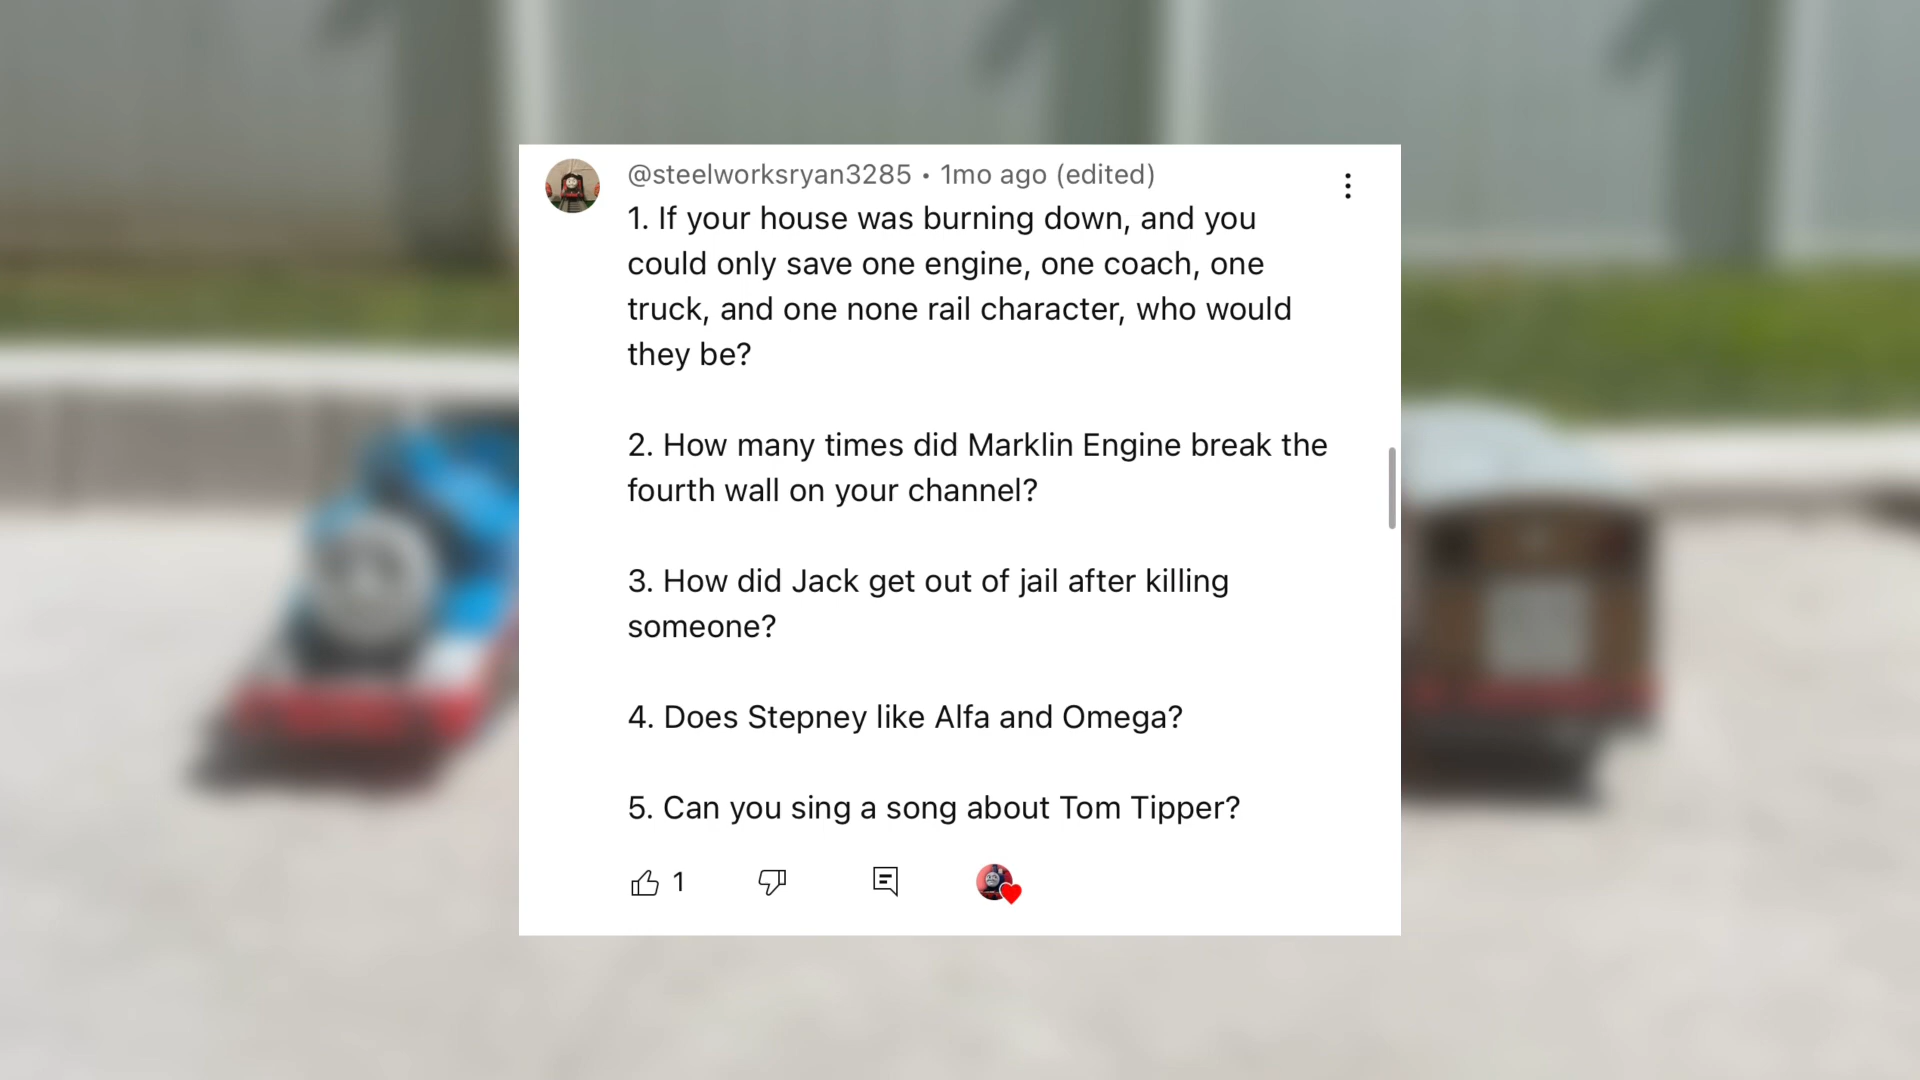 @steelworksryan3285 • 1mo ago (edited)
1. If your house was burning down, and you
could only save one engine, one coach, one
truck, and one none rail character, who would
they be?
2. How many times did Marklin Engine break the
fourth wall on your channel?
3. How did Jack get out of jail after killing
someone?
4. Does Stepney like Alfa and Omega?
5. Can you sing a song about Tom Tipper?
1